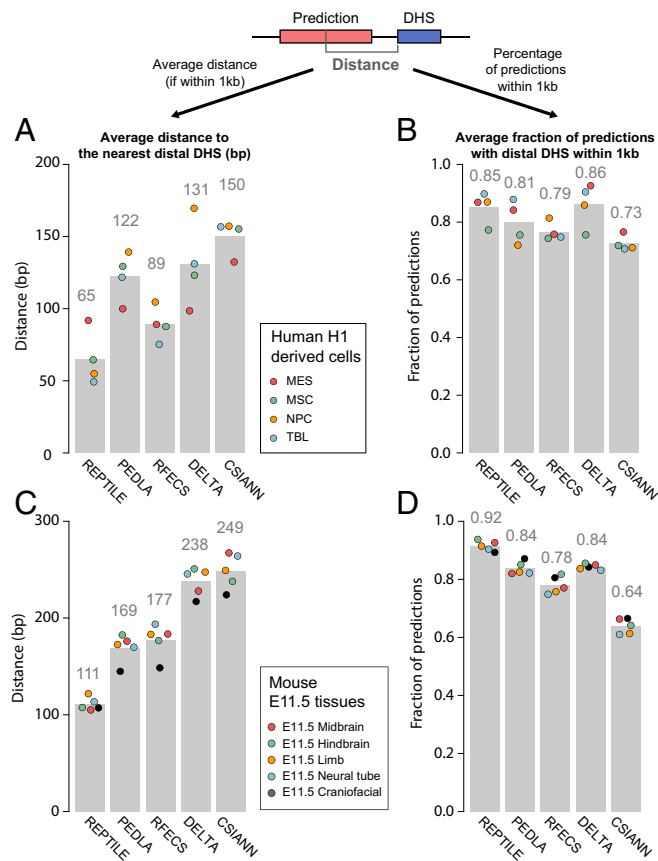 Prediction
DHS
Distance
Average distance
(if within 1kb)
Percentage
of predictions
within 1kb
A
Average distance to
the nearest distal DHS (bp)
Distance (bp)
200
150
100
50
0
65
122
89
131
150
REPTILE
PEDLA
RFECS
DELTA
CSIANN
Human H1
derived cells
MES
MSC
NPC
TBL
B
Average fraction of predictions
with distal DHS within 1kb
Fraction of predictions
1.0
0.8
0.6
0.4
0.2
0.0
0.85
0.81
0.79
0.86
0.73
REPTILE
PEDLA
RFECS
DELTA
CSIANN
C
Distance (bp)
300
200
100
0
111
169
177
238
249
REPTILE
PEDLA
RFECS
DELTA
CSIANN
Mouse
E11.5 tissues
E11.5 Midbrain
E11.5 Hindbrain
E11.5 Limb
E11.5 Neural tube
E11.5 Craniofacial
D
Fraction of predictions
1.0
0.8
0.6
0.4
0.2
0.0
0.92
0.84
0.78
0.84
0.64
REPTILE
PEDLA
RFECS
DELTA
CSIANN